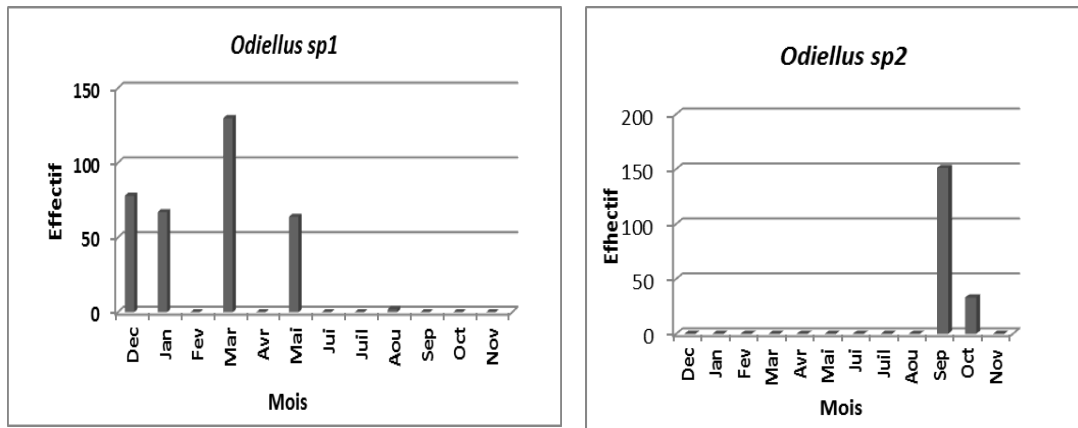 Odiellus sp1
150
100
50
0
Effectif
Dec Jan Fev Mar Avr Mai Jui Juil Aou Sep Oct Nov
Mois
Odiellus sp2
200
150
100
50
0
Efhectif
Dec Jan Fev Mar Avr Mai Jui Juil Aou Sep Oct Nov
Mois